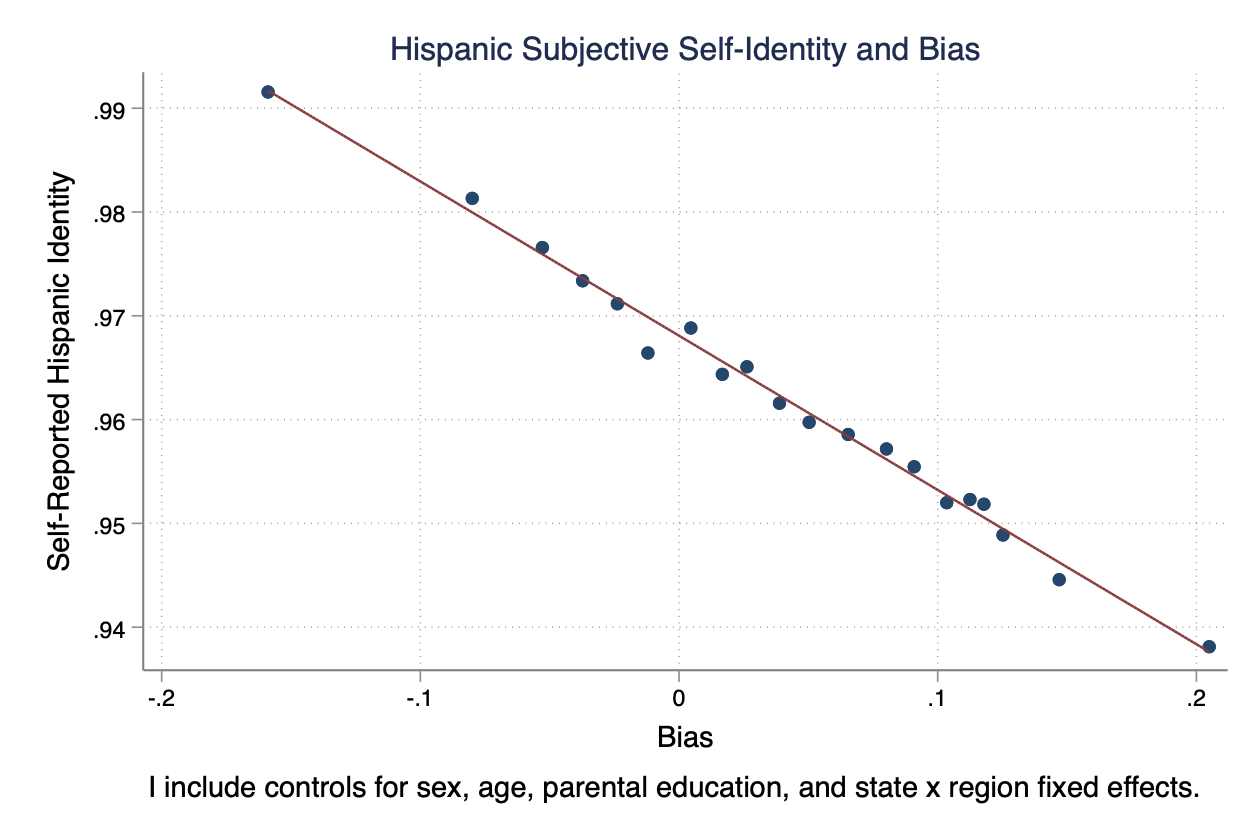 Hispanic Subjective Self-Identity and Bias
Self-Reported Hispanic Identity
.99
.98
.97
.96
.95
.94
-.2
-.1
0
.1
.2
Bias
I include controls for sex, age, parental education, and state x region fixed effects.